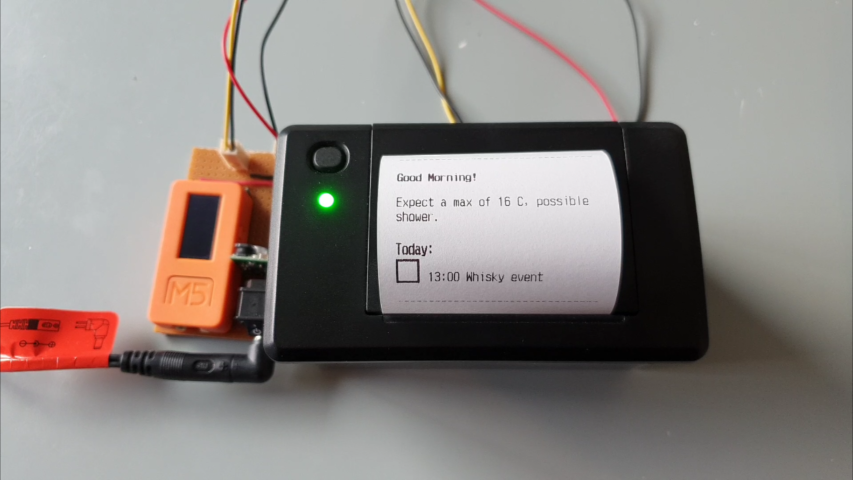 Good Morning!
Expect a max of 16 C, possible
shower.
Today:
13:00 Whisky event
M5